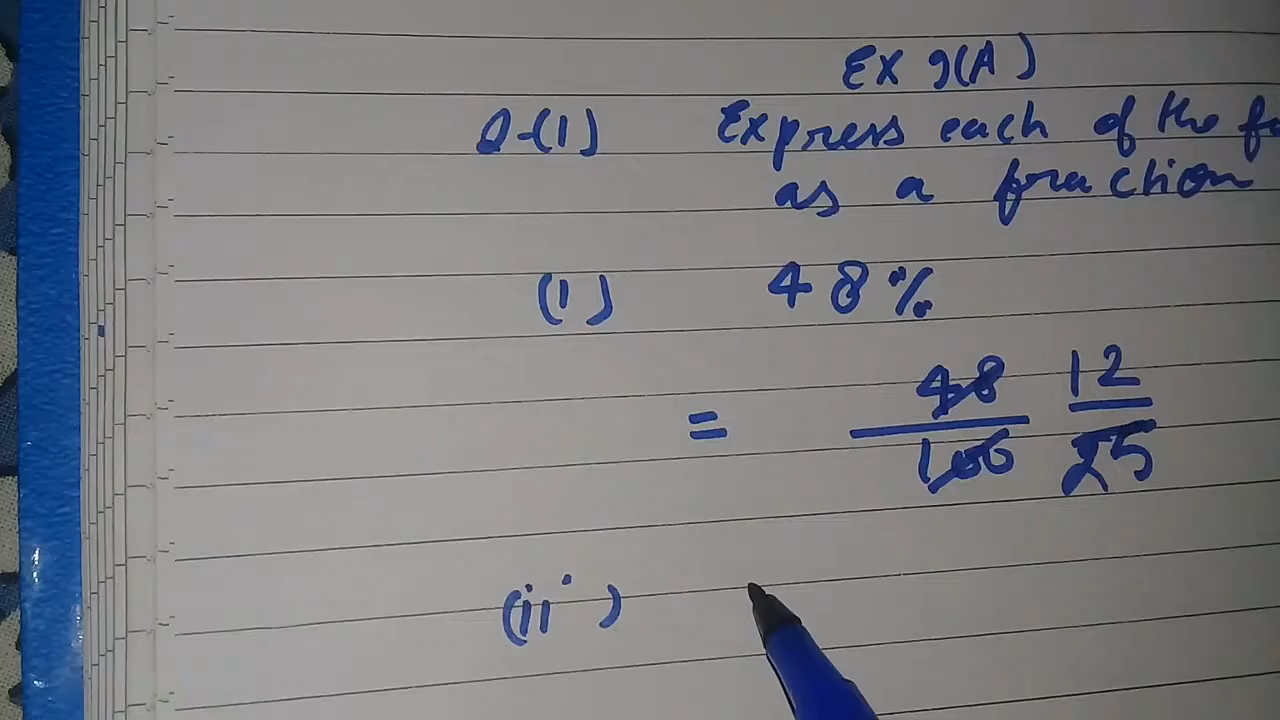 EX 9(A)
Q-(1) Express each of the
as a fraction
(i) 48%
= 48/100 12/25
(ii)